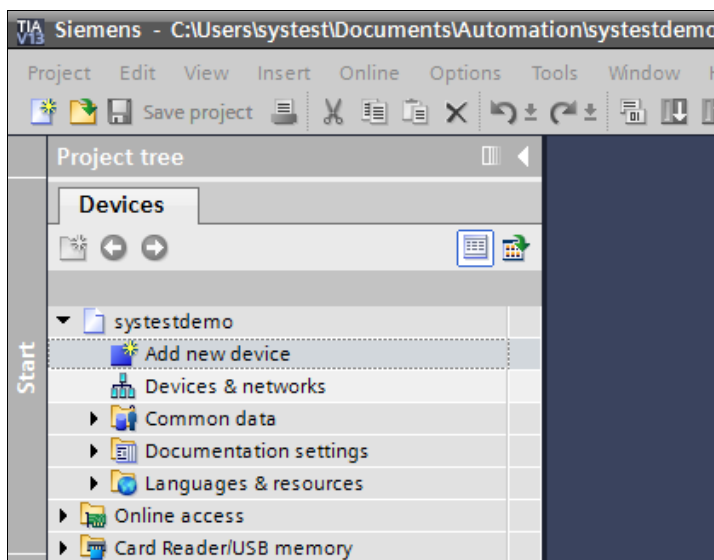 TIA V13 Siemens - C:\Users\systest\Documents\Automation\systestdemo
Project Edit View Insert Online Options Tools Window
Save project
Project tree
Devices
systestdemo
Add new device
Devices & networks
Common data
Documentation settings
Languages & resources
Online access
Card Reader/USB memory
Start